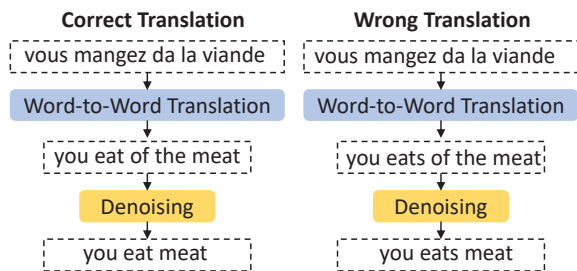 Correct Translation
vous mangez da la viande
Word-to-Word Translation
you eat of the meat
Denoising
you eat meat
Wrong Translation
vous mangez da la viande
Word-to-Word Translation
you eats of the meat
Denoising
you eats meat